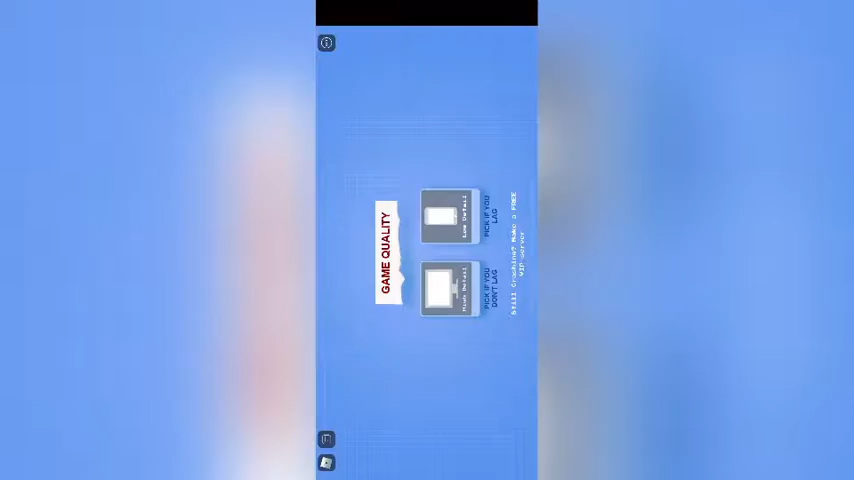 GAME QUALITY
High Detail
Low Detail
PICK IF YOU
DON'T LAG
PICK IF YOU
LAG
Still Crashing? Make a FREE
VIP Server